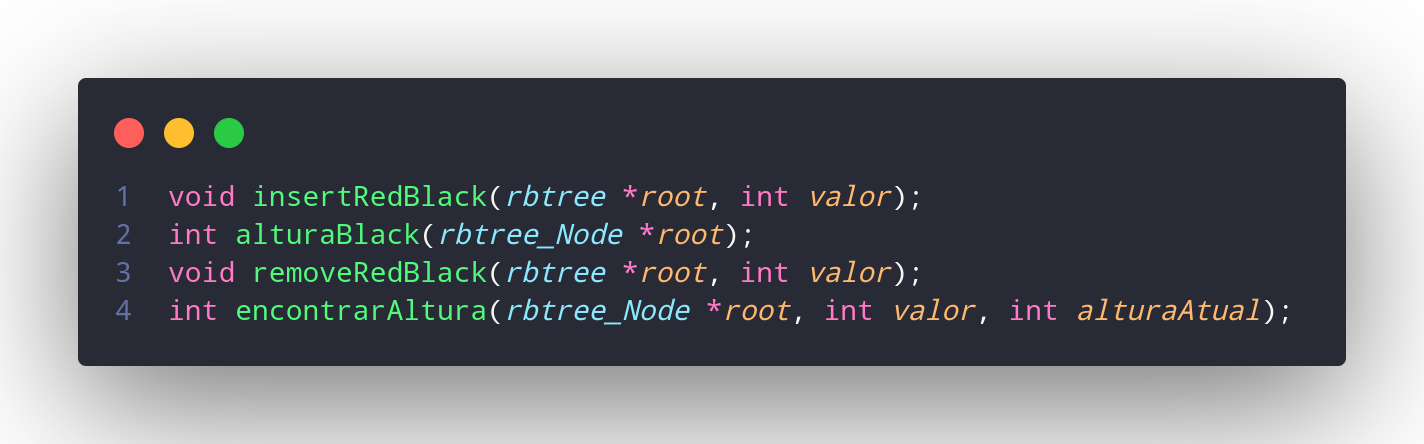 1 void insertRedBlack(rbtree *root, int valor);
2 int alturaBlack(rbtree_Node *root);
3 void removeRedBlack(rbtree *root, int valor);
4 int encontrarAltura(rbtree_Node *root, int valor, int alturaAtual);